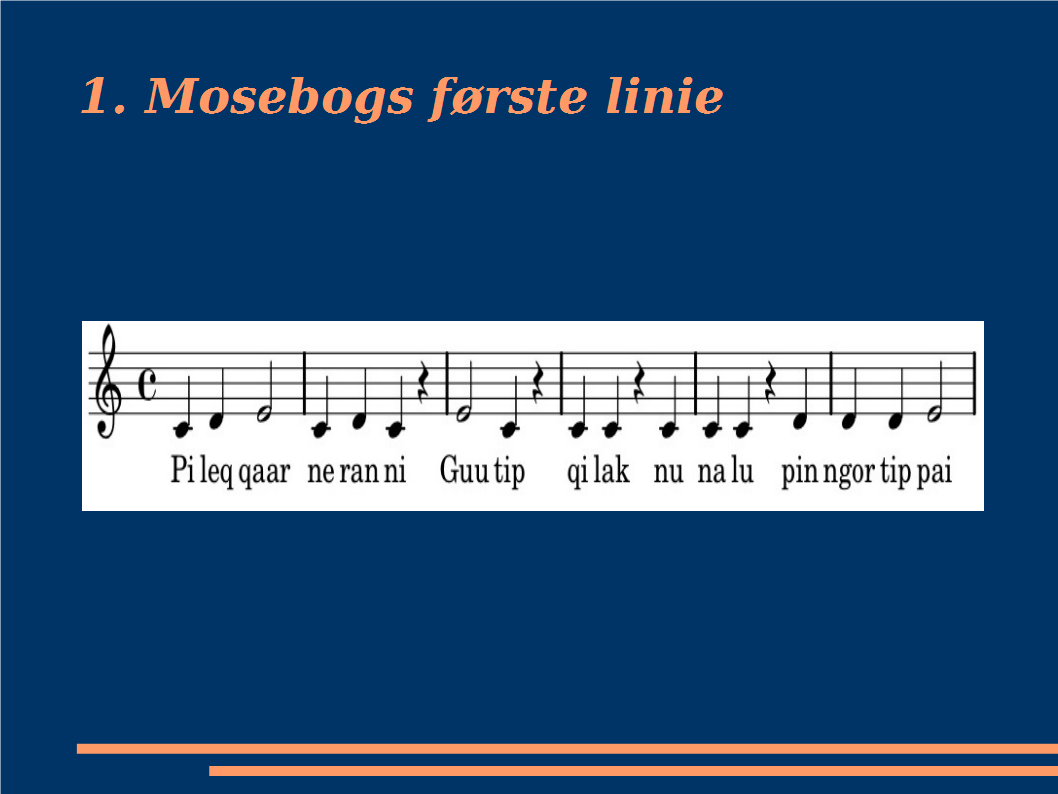 1. Mosebogs første linie
Pi leq qaar ne ran ni Guu tip qi lak nu na lu pin ngor tip pai